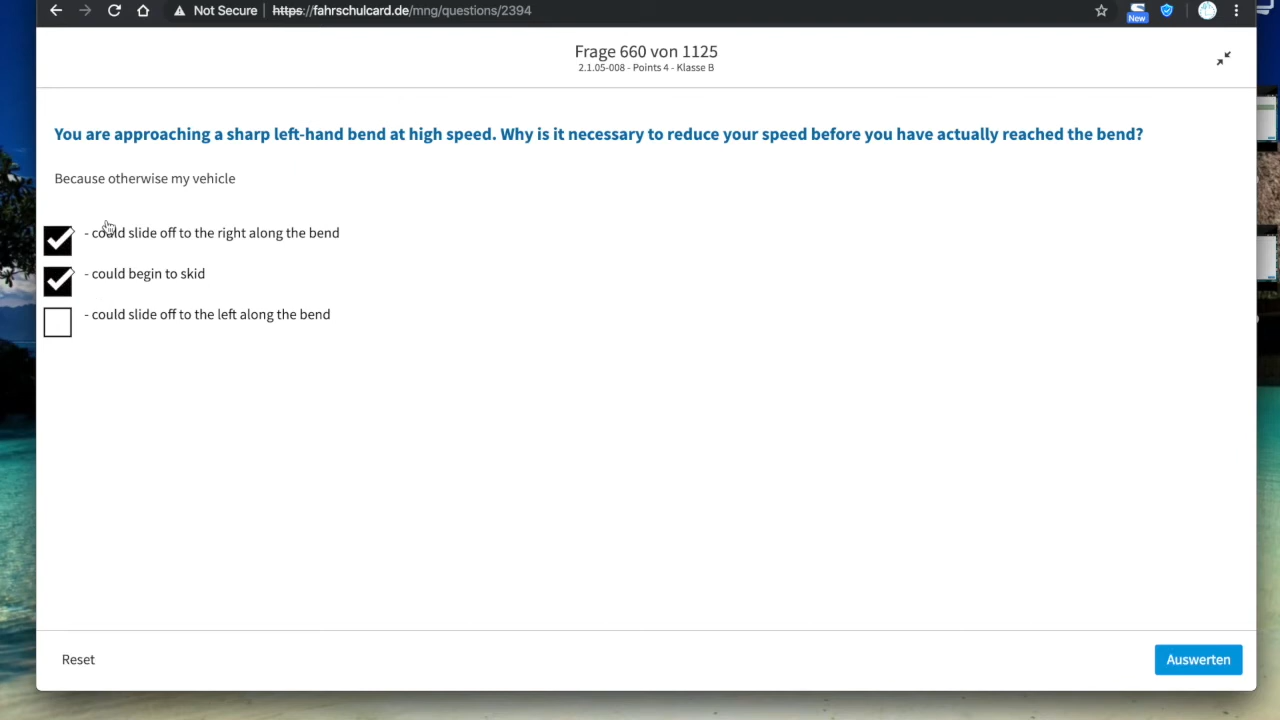 Not Secure | https://fahrschulcard.de/mng/questions/2394
New
Frage 660 von 1125
2.1.05-008 - Points 4 - Klasse B
You are approaching a sharp left-hand bend at high speed. Why is it necessary to reduce your speed before you have actually reached the bend?
Because otherwise my vehicle
- could slide off to the right along the bend
- could begin to skid
- could slide off to the left along the bend
Reset
Auswerten